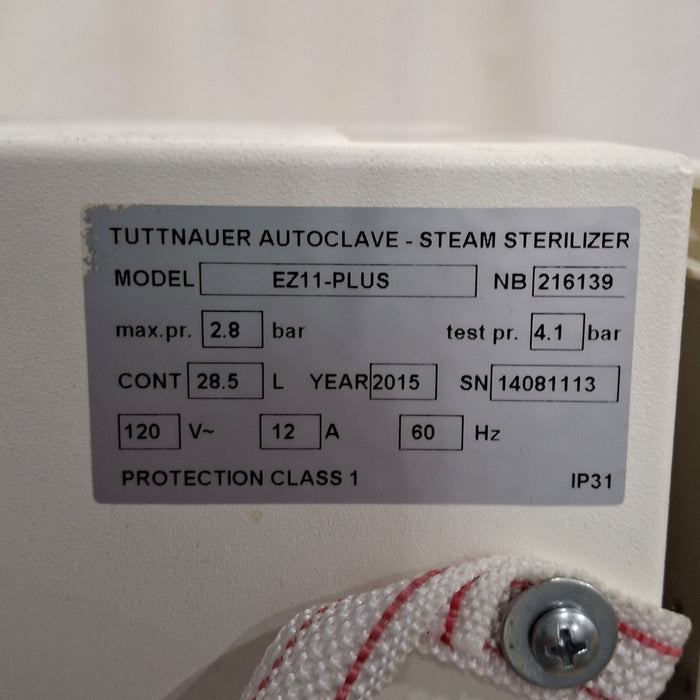 TUTTNAUER AUTOCLAVE - STEAM STERILIZER
MODEL EZ11-PLUS NB 216139
max.pr. 2.8 bar test pr. 4.1 bar
CONT 28.5 L YEAR 2015 SN 14081113
120 V~ 12 A 60 Hz
PROTECTION CLASS 1 IP31